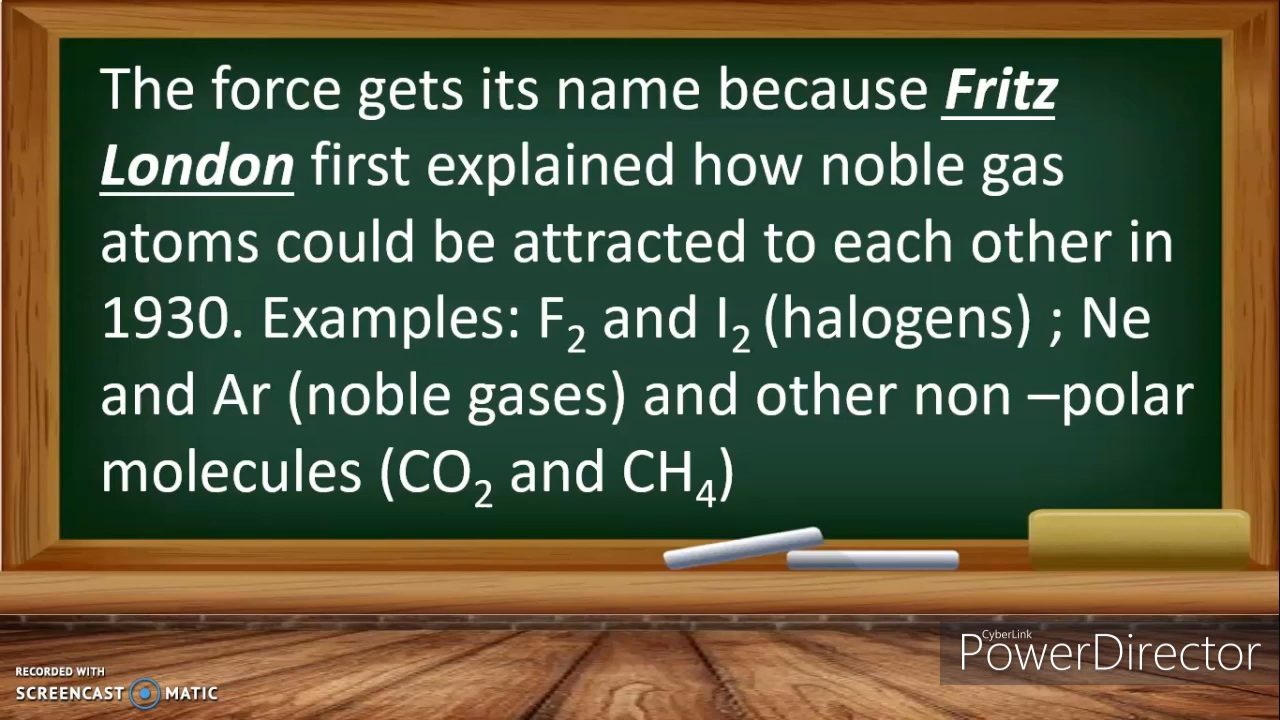 The force gets its name because Fritz
London first explained how noble gas
atoms could be attracted to each other in
1930. Examples: F₂ and I₂ (halogens) ; Ne
and Ar (noble gases) and other non –polar
molecules (CO₂ and CH₄)
CyberLink
PowerDirector
RECORDED WITH
SCREENCAST MATIC